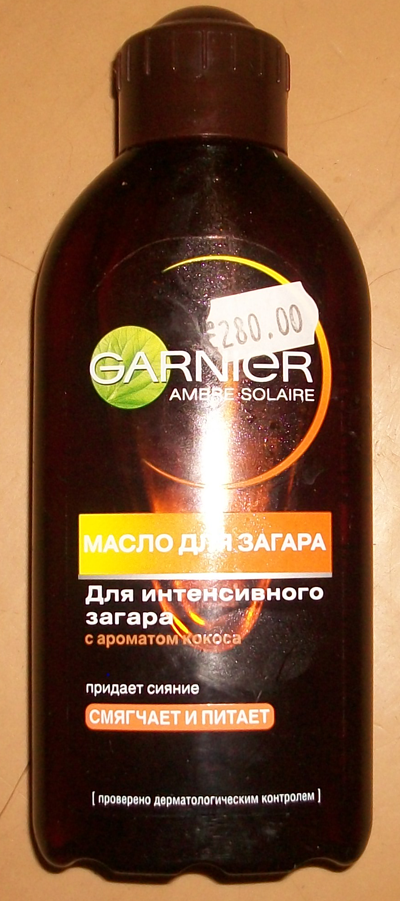 280.00
GARNIER
AMBRE SOLAIRE
МАСЛО ДЛЯ ЗАГАРА
Для интенсивного
загара
с ароматом кокоса
придает сияние
СМЯГЧАЕТ И ПИТАЕТ
[ проверено дерматологическим контролем ]